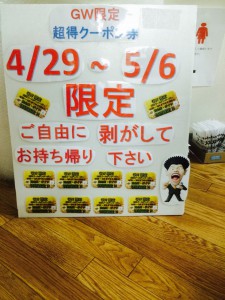 GW限定
超得クーポン券
4/29 ~ 5/6
限定
ご自由に 剥がして
お持ち帰り 下さい